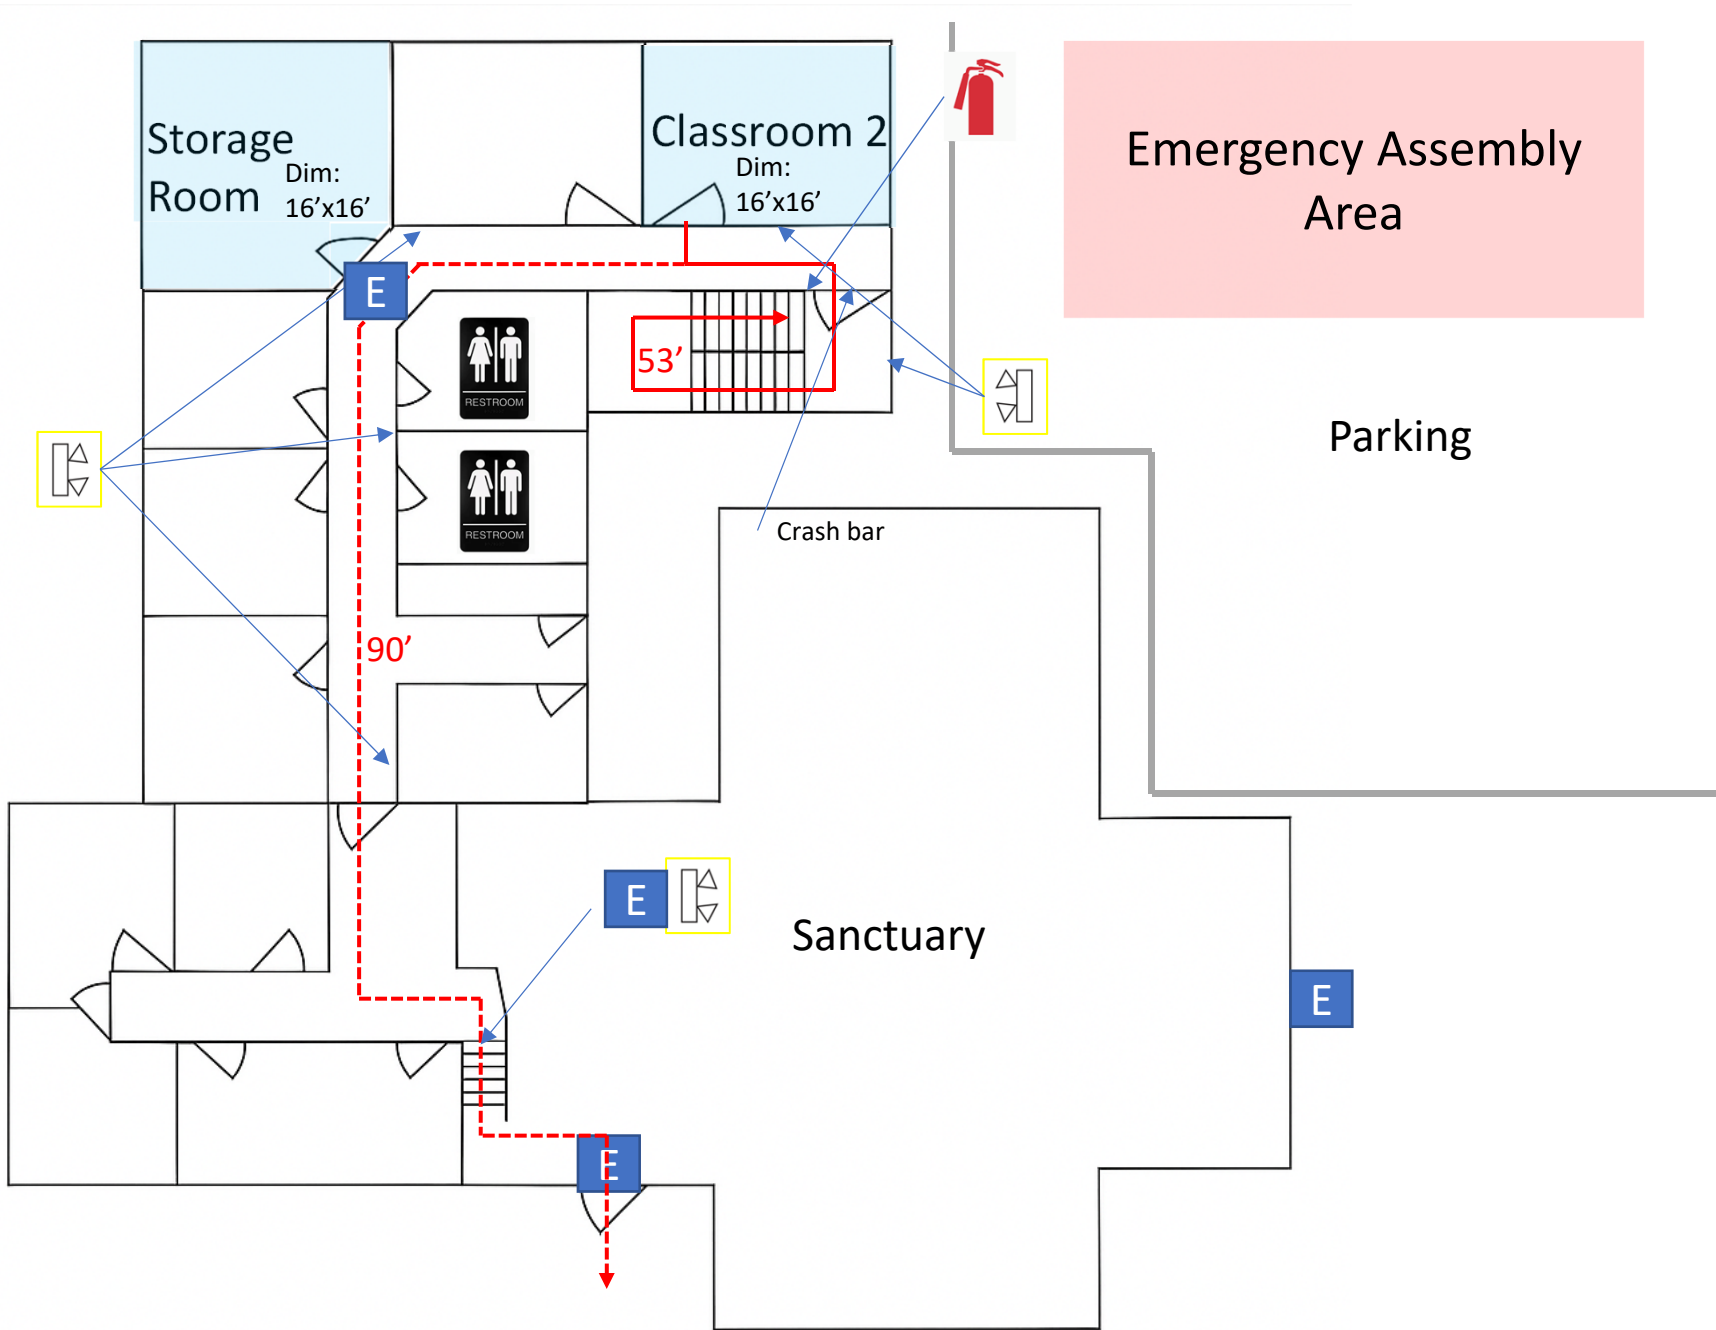 Storage
Room
Dim:
16’x16’
Classroom 2
Dim:
16’x16’
Emergency Assembly
Area
E
RESTROOM
53’
Parking
RESTROOM
Crash bar
90’
E
Sanctuary
E
E